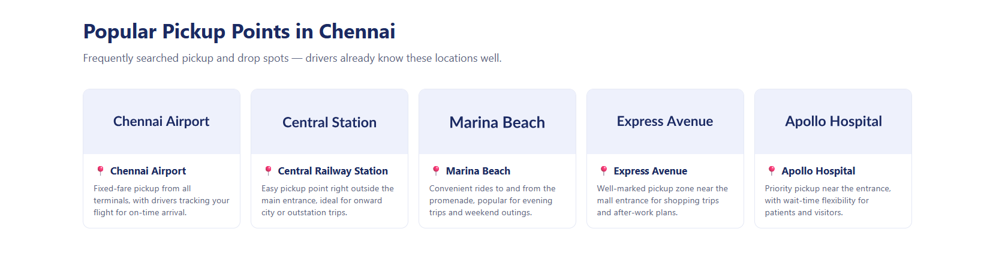 Popular Pickup Points in Chennai
Frequently searched pickup and drop spots — drivers already know these locations well.
Chennai Airport
Chennai Airport
Fixed-fare pickup from all
terminals, with drivers tracking your
flight for on-time arrival.
Central Station
Central Railway Station
Easy pickup point right outside the
main entrance, ideal for onward
city or outstation trips.
Marina Beach
Marina Beach
Convenient rides to and from the
promenade, popular for evening
trips and weekend outings.
Express Avenue
Express Avenue
Well-marked pickup zone near the
mall entrance for shopping trips
and after-work plans.
Apollo Hospital
Apollo Hospital
Priority pickup near the entrance,
with wait-time flexibility for
patients and visitors.